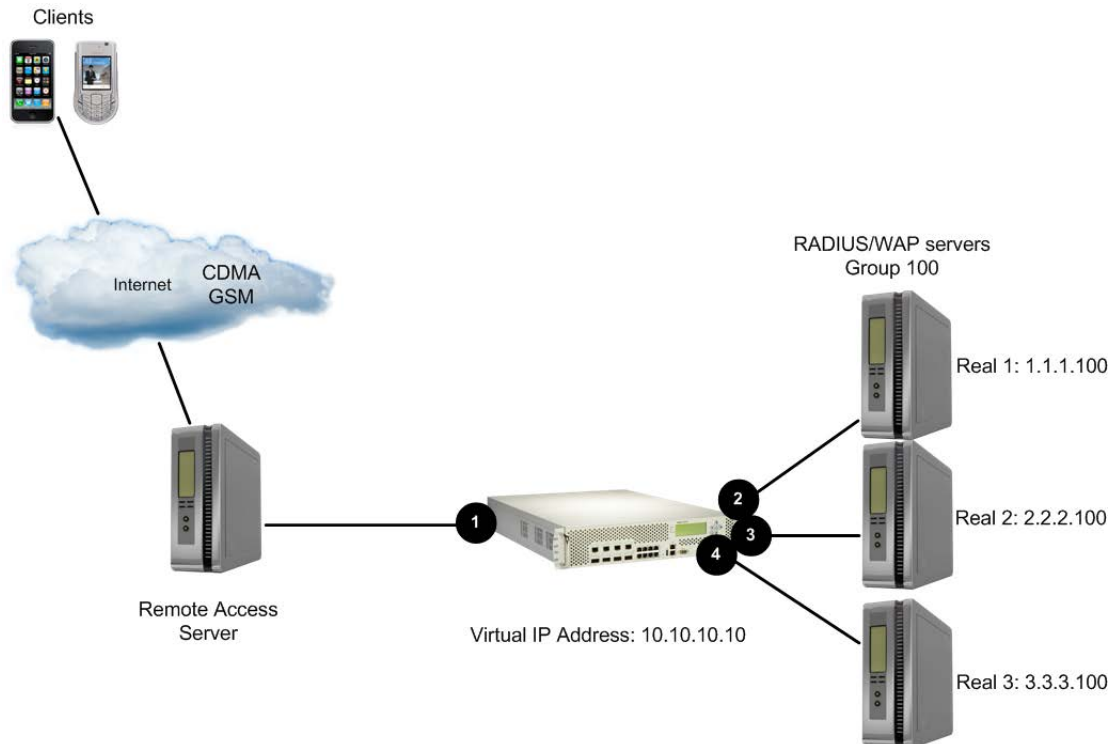 Clients
Internet
CDMA
GSM
RADIUS/WAP servers
Group 100
Real 1: 1.1.1.100
2
1
3
Real 2: 2.2.2.100
4
Remote Access
Server
Virtual IP Address: 10.10.10.10
Real 3: 3.3.3.100